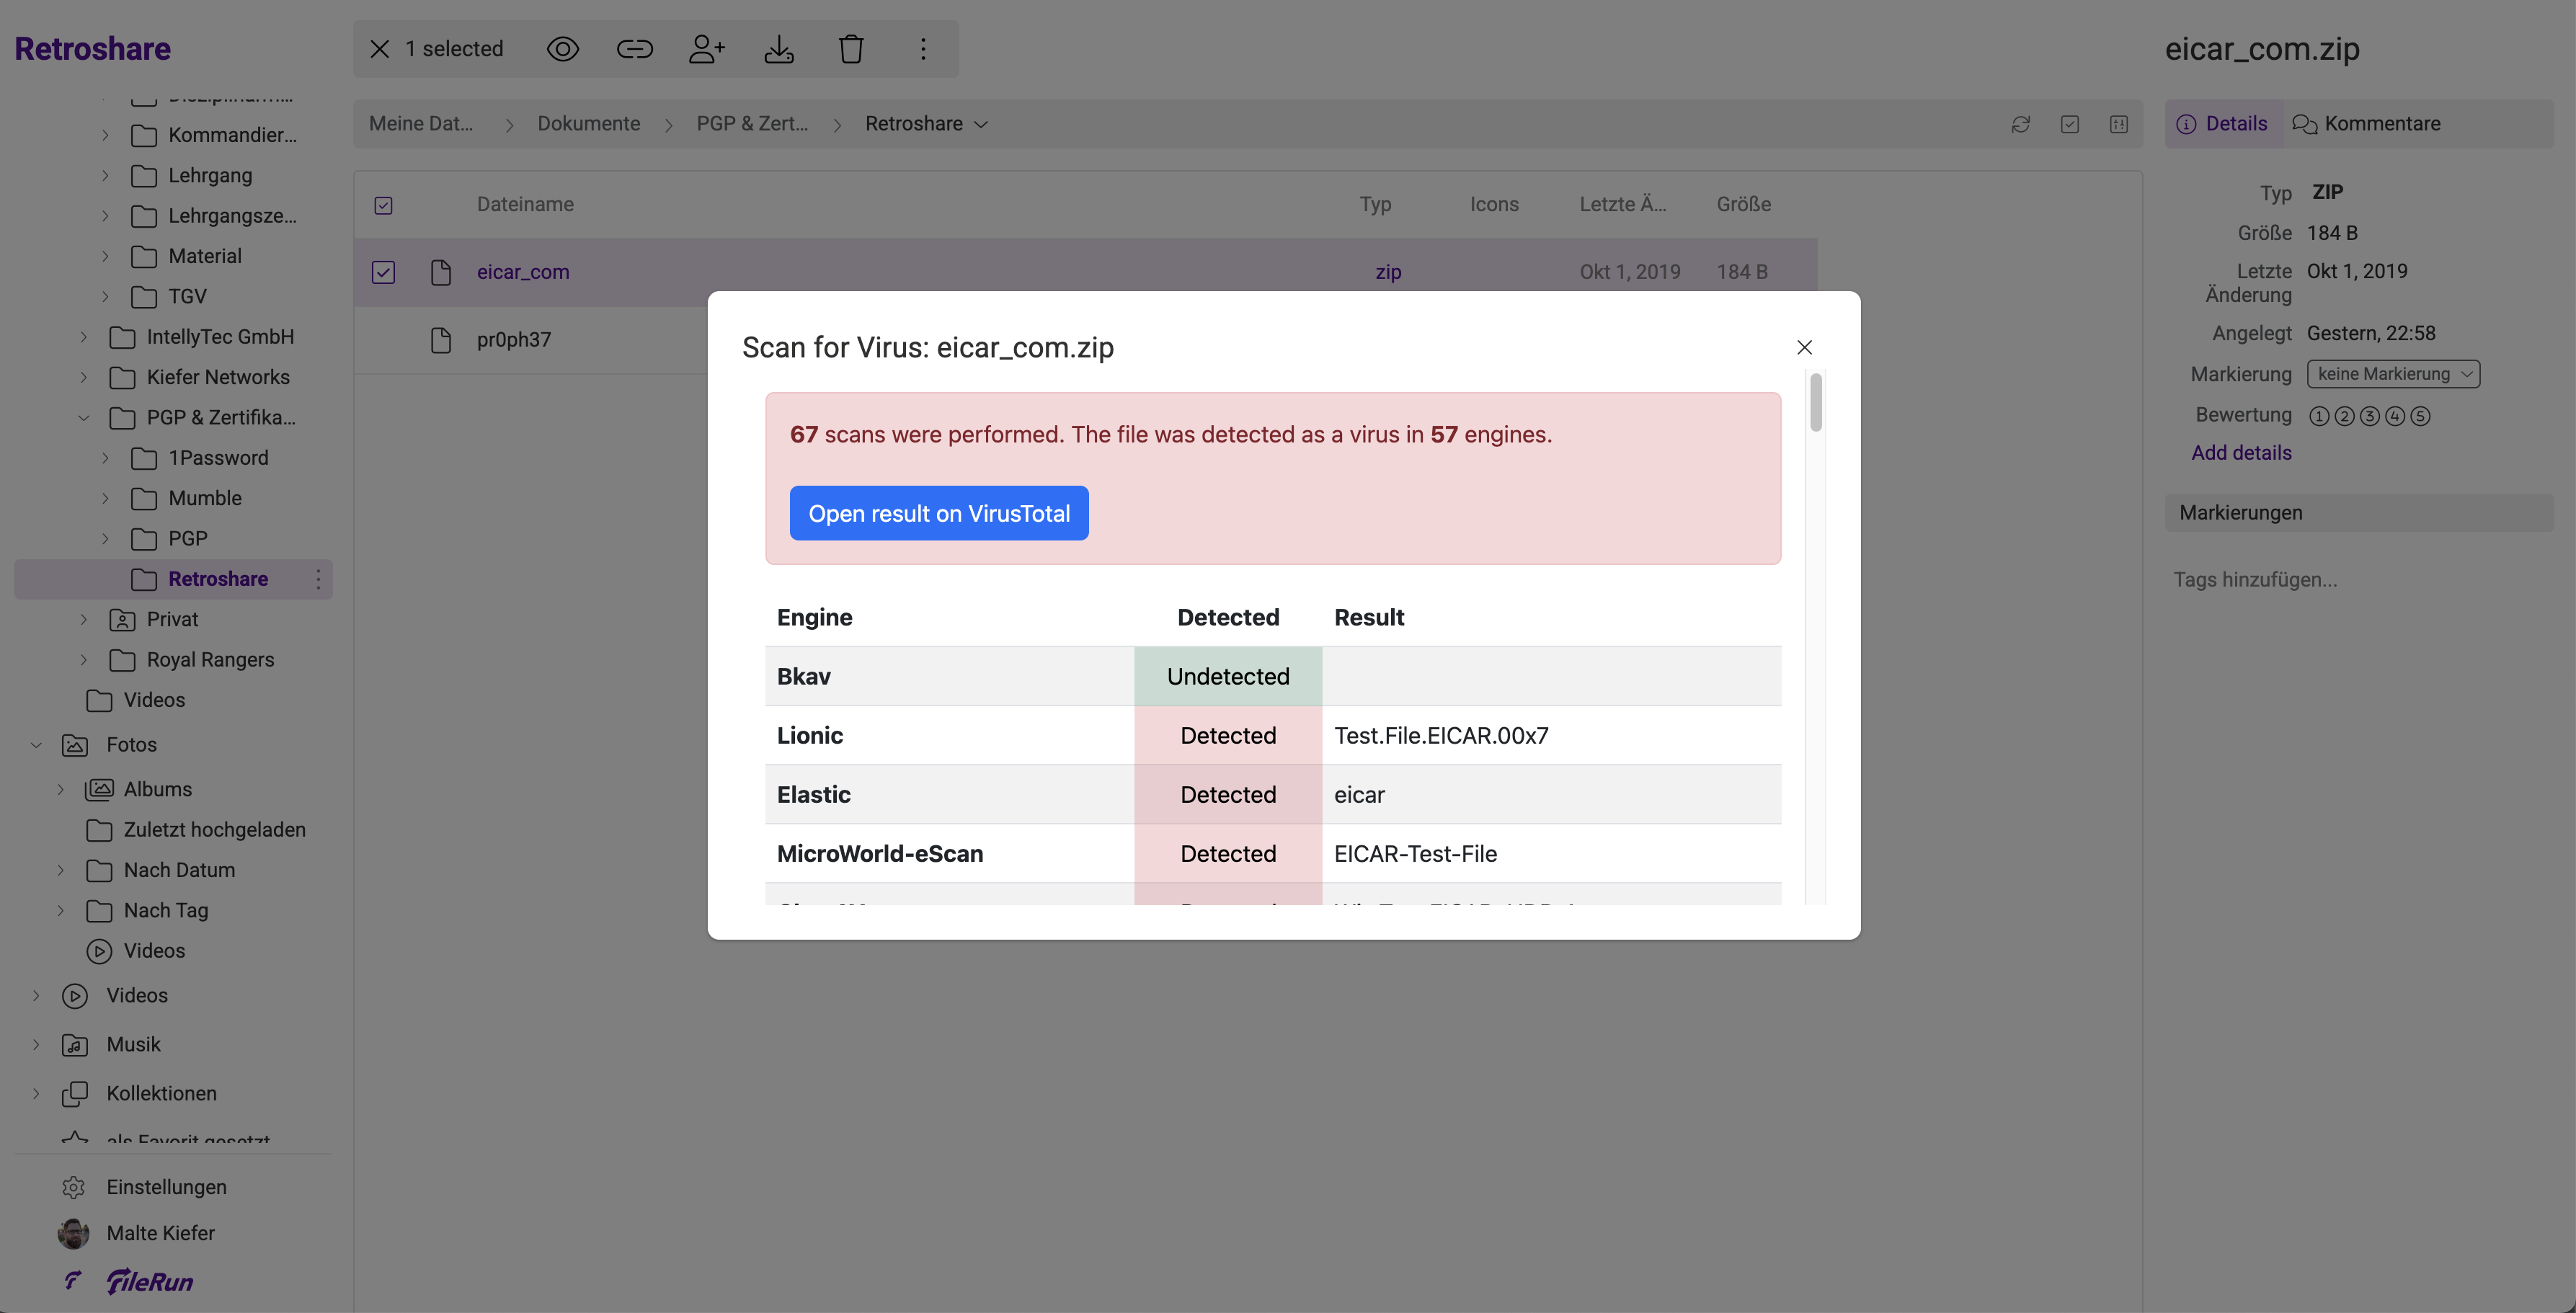 Retroshare
Kommandier...
Lehrgang
Lehrgangsze...
Material
TGV
IntellyTec GmbH
Kiefer Networks
PGP & Zertifika...
1Password
Mumble
PGP
Retroshare
Privat
Royal Rangers
Videos
Fotos
Albums
Zuletzt hochgeladen
Nach Datum
Nach Tag
Videos
Videos
Musik
Kollektionen
als Favorit gesetzt
Einstellungen
Malte Kiefer
FileRun
1 selected
Meine Dat... Dokumente PGP & Zert... Retroshare
Dateiname Typ Icons Letzte Ä... Größe
eicar_com zip Okt 1, 2019 184 B
pr0ph37
Scan for Virus: eicar_com.zip
67 scans were performed. The file was detected as a virus in 57 engines.
Open result on VirusTotal
Engine Detected Result
Bkav Undetected
Lionic Detected Test.File.EICAR.00x7
Elastic Detected eicar
MicroWorld-eScan Detected EICAR-Test-File
eicar_com.zip
Details Kommentare
Typ ZIP
Größe 184 B
Letzte Okt 1, 2019
Änderung
Angelegt Gestern, 22:58
Markierung keine Markierung
Bewertung 1 2 3 4 5
Add details
Markierungen
Tags hinzufügen...